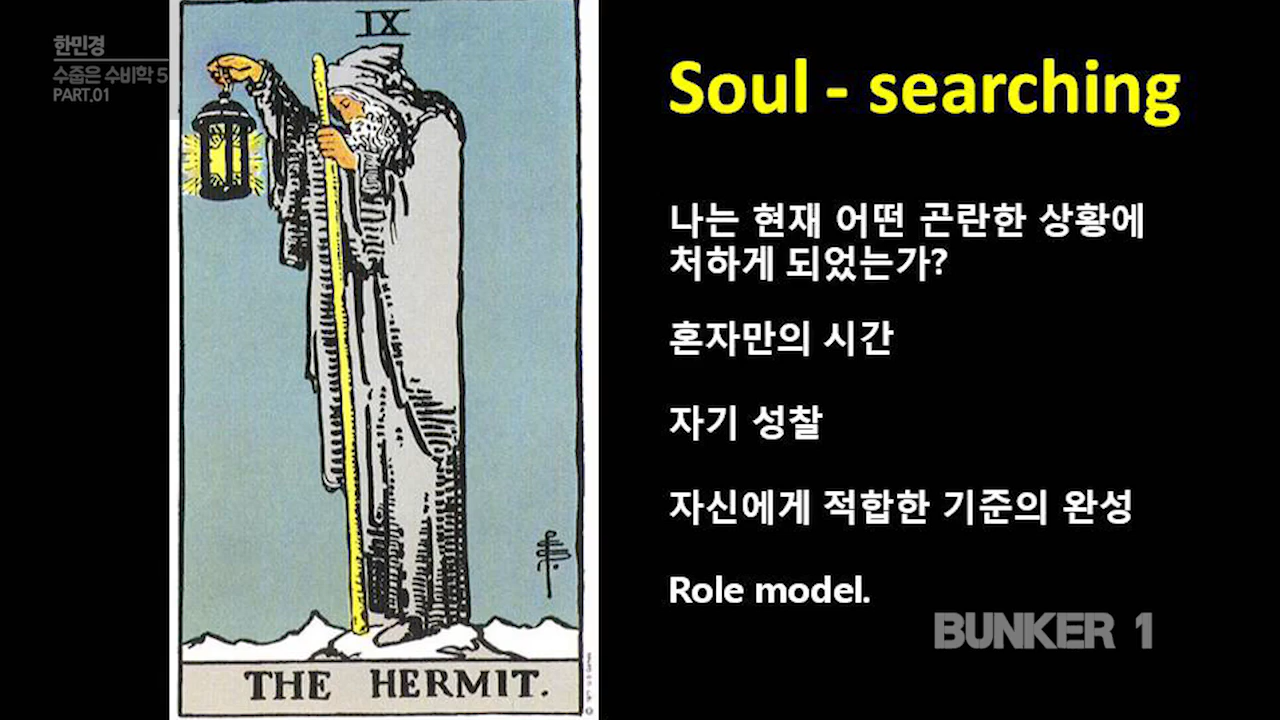 한민경
수줍은 수비학 5
PART.01
IX
THE HERMIT.
Soul - searching
나는 현재 어떤 곤란한 상황에
처하게 되었는가?
혼자만의 시간
자기 성찰
자신에게 적합한 기준의 완성
Role model.
BUNKER 1